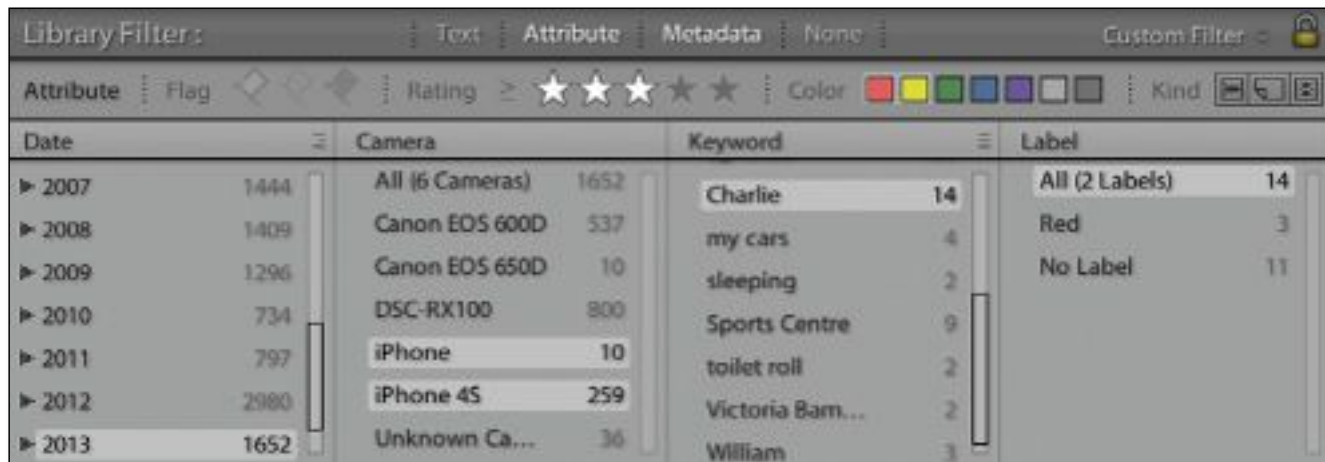 Library Filter : Text Attribute Metadata None Custom Filter
Attribute Flag Rating ≥ Color Kind
Date Camera Keyword Label
2007 1444
2008 1409
2009 1296
2010 734
2011 797
2012 2980
2013 1652
All (6 Cameras) 1652
Canon EOS 600D 537
Canon EOS 650D 10
DSC-RX100 800
iPhone 10
iPhone 4S 259
Unknown Ca... 36
Charlie 14
my cars 4
sleeping 2
Sports Centre 9
toilet roll 2
Victoria Bam... 2
William 3
All (2 Labels) 14
Red 3
No Label 11